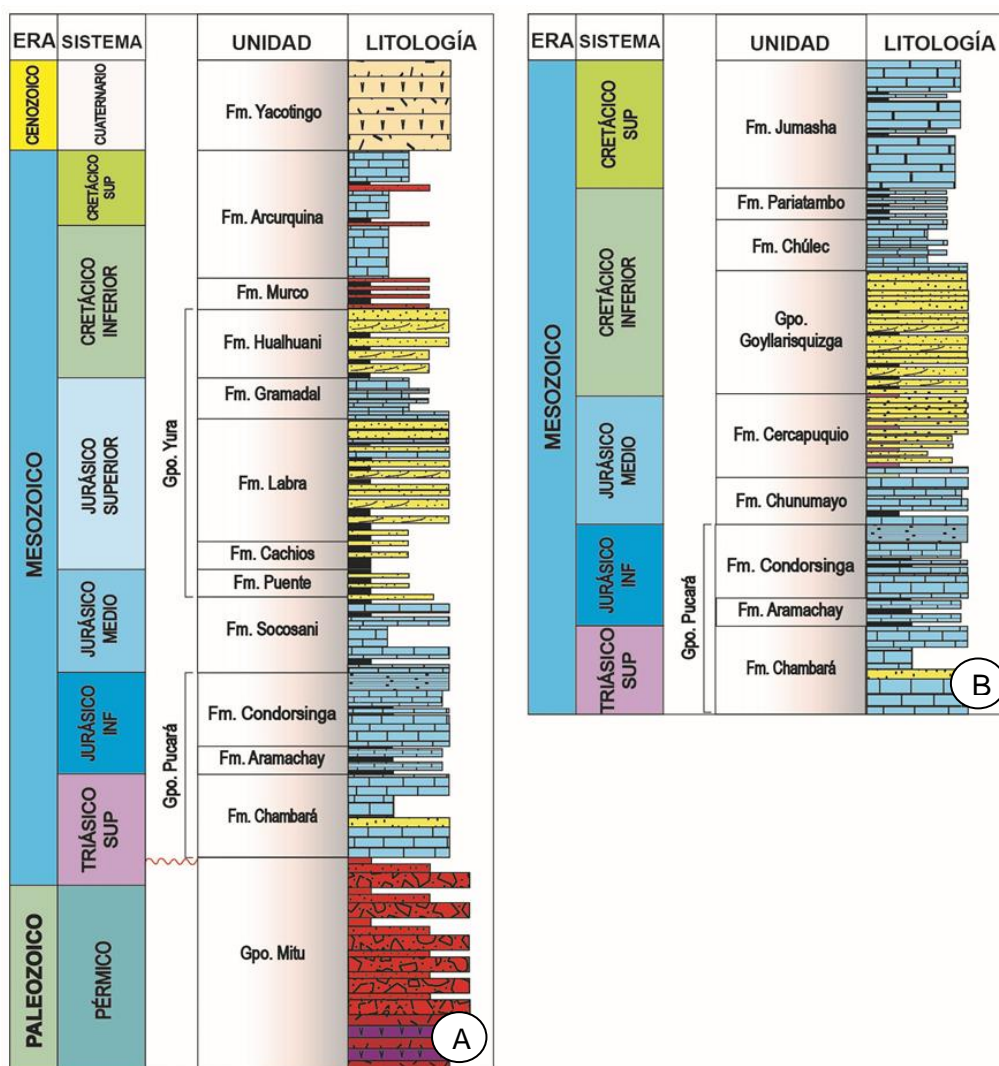 ERA SISTEMA UNIDAD LITOLOGÍA
CENOZOICO
CUATERNARIO
Fm. Yacotingo
MESOZOICO
CRETÁCICO
SUP
Fm. Arcurquina
CRETÁCICO
INFERIOR
Fm. Murco
Gpo. Yura
Fm. Hualhuani
Fm. Gramadal
JURÁSICO
SUPERIOR
Fm. Labra
Fm. Cachios
Fm. Puente
JURÁSICO
MEDIO
Fm. Socosani
Gpo. Pucará
JURÁSICO
INF
Fm. Condorsinga
Fm. Aramachay
TRIÁSICO
SUP
Fm. Chambará
PALEOZOICO
PÉRMICO
Gpo. Mitu
A
ERA SISTEMA UNIDAD LITOLOGÍA
MESOZOICO
CRETÁCICO
SUP
Fm. Jumasha
CRETÁCICO
INFERIOR
Fm. Pariatambo
Fm. Chúlec
Gpo.
Goyllarisquizga
JURÁSICO
MEDIO
Fm. Cercapuquio
Fm. Chunumayo
Gpo. Pucará
JURÁSICO
INF
Fm. Condorsinga
Fm. Aramachay
TRIÁSICO
SUP
Fm. Chambará
B